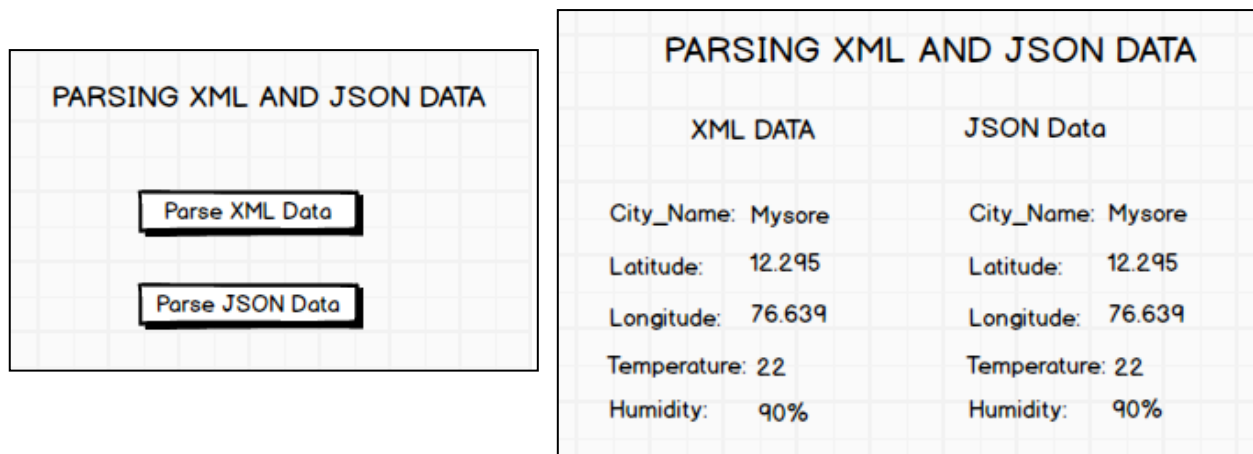 PARSING XML AND JSON DATA
Parse XML Data
Parse JSON Data
PARSING XML AND JSON DATA
XML DATA JSON Data
City_Name: Mysore City_Name: Mysore
Latitude: 12.295 Latitude: 12.295
Longitude: 76.639 Longitude: 76.639
Temperature: 22 Temperature: 22
Humidity: 90% Humidity: 90%